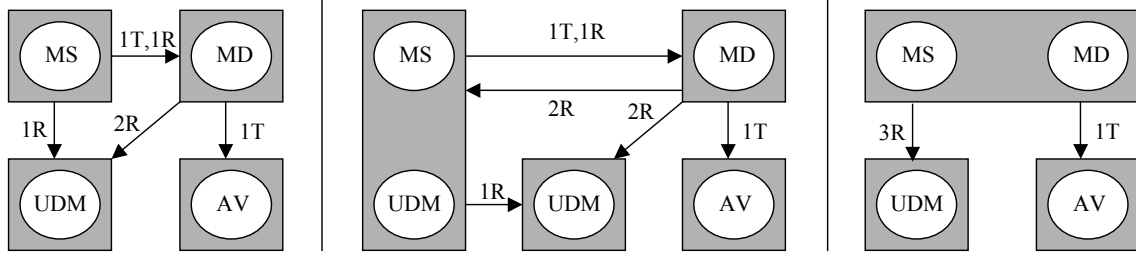 MS 1T,1R MD
1R 2R 1T
UDM AV
MS 1T,1R MD
2R 2R 1T
UDM 1R UDM AV
MS MD
3R 1T
UDM AV